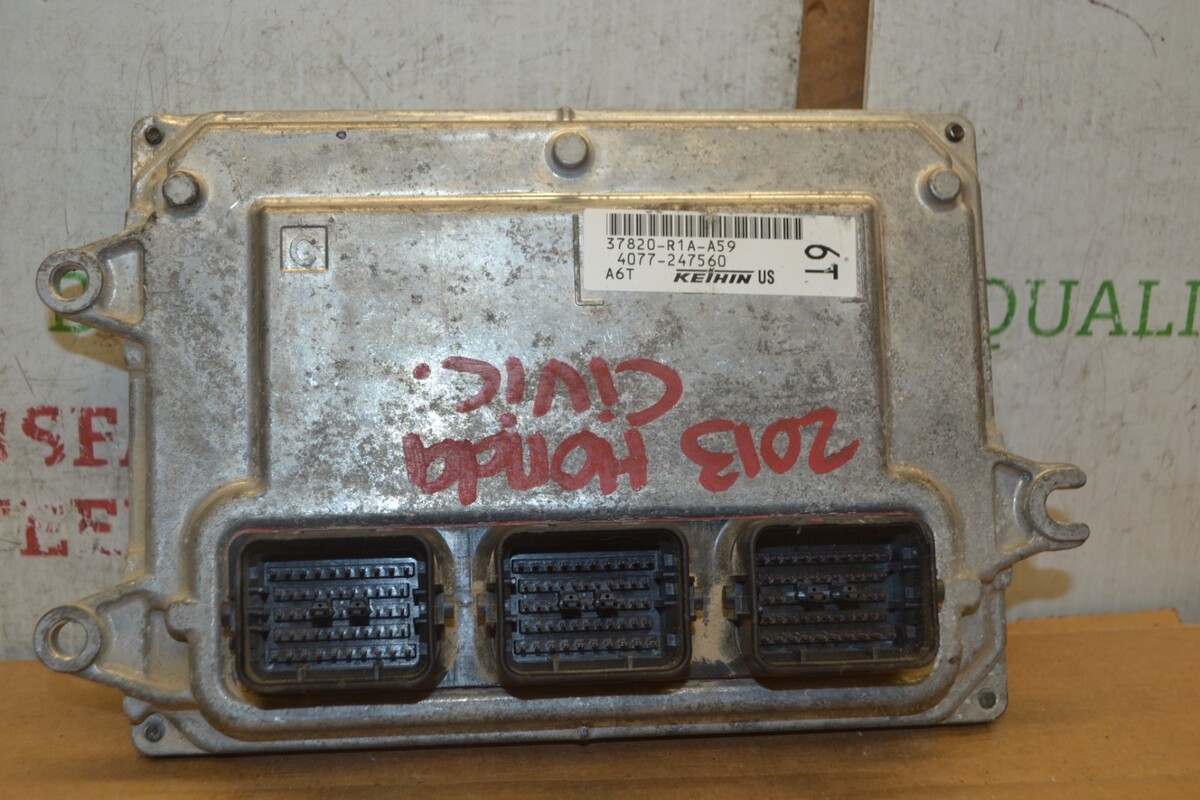 37820-R1A-A59
4077-247560
A6T KEIHIN US
6T
C
2013 Honda
Civic.
QUALI